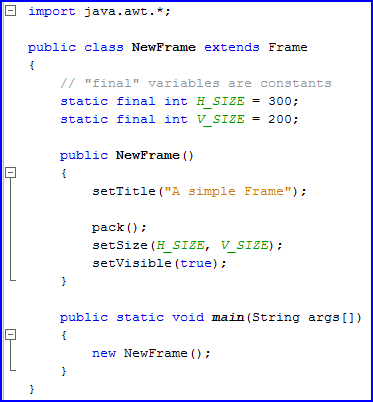 import java.awt.*;
public class NewFrame extends Frame
{
// "final" variables are constants
static final int H_SIZE = 300;
static final int V_SIZE = 200;
public NewFrame()
{
setTitle("A simple Frame");
pack();
setSize(H_SIZE, V_SIZE);
setVisible(true);
}
public static void main(String args[])
{
new NewFrame();
}
}